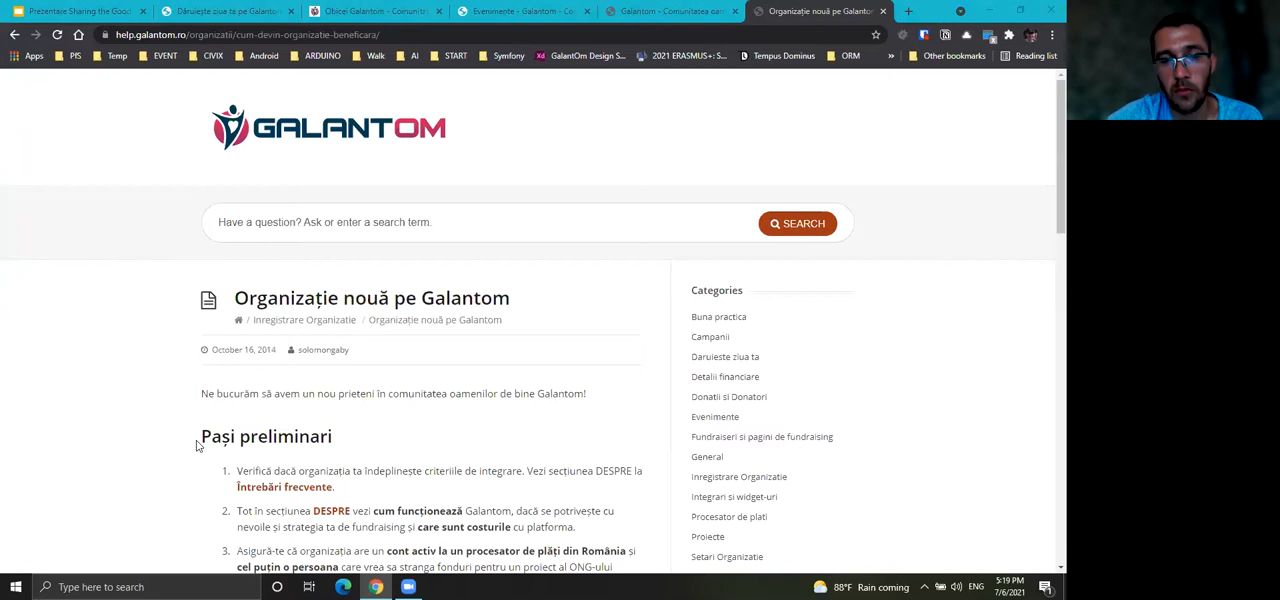 Prezentare Sharing the Good
Dăruiește ziua ta pe Galantom
Obicei Galantom - Comunita
Evenimente - Galantom - Co
Galantom - Comunitatea oam
Organizație nouă pe Galantom
help.galantom.ro/organizatii/cum-devin-organizatie-beneficara/
Apps
PIS
Temp
EVENT
CIVIX
Android
ARDUINO
Walk
AI
START
Symfony
GalantOm Design S...
2021 ERASMUS+: S...
Tempus Dominus
ORM
»
Other bookmarks
Reading list
GALANTOM
Have a question? Ask or enter a search term.
SEARCH
Organizație nouă pe Galantom
/ Inregistrare Organizatie / Organizație nouă pe Galantom
October 16, 2014 solomongaby
Ne bucurăm să avem un nou prieteni în comunitatea oamenilor de bine Galantom!
Pași preliminari
1. Verifică dacă organizația ta îndeplinește criteriile de integrare. Vezi secțiunea DESPRE la
Întrebări frecvente.
2. Tot în secțiunea DESPRE vezi cum funcționează Galantom, dacă se potrivește cu
nevoile și strategia ta de fundraising și care sunt costurile cu platforma.
3. Asigură-te că organizația are un cont activ la un procesator de plăți din România și
cel puțin o persoana care vrea sa stranga fonduri pentru un proiect al ONG-ului
Categories
Buna practica
Campanii
Daruieste ziua ta
Detalii financiare
Donatii si Donatori
Evenimente
Fundraiseri si pagini de fundraising
General
Inregistrare Organizatie
Integrari si widget-uri
Procesator de plati
Proiecte
Setari Organizatie
Type here to search
88°F Rain coming
ENG
5:19 PM
7/6/2021